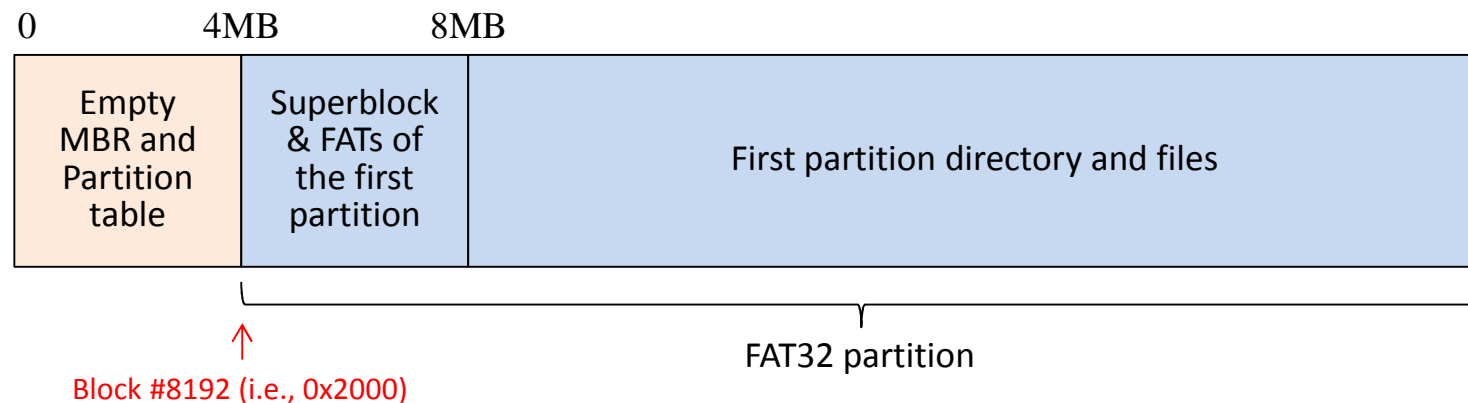 0 4MB 8MB
Empty
MBR and
Partition
table
Superblock
& FATs of
the first
partition
First partition directory and files
FAT32 partition
Block #8192 (i.e., 0x2000)